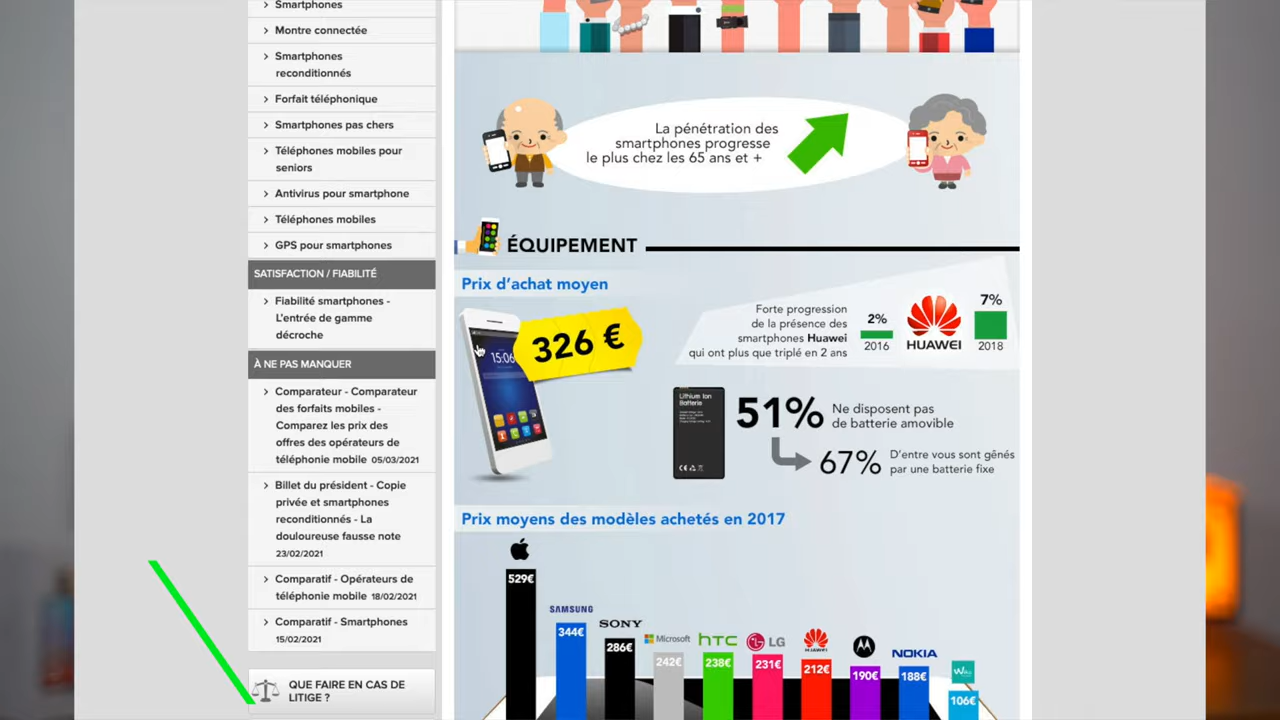 Smartphones
Montre connectée
Smartphones
reconditionnés
Forfait téléphonique
Smartphones pas chers
Téléphones mobiles pour
seniors
Antivirus pour smartphone
Téléphones mobiles
GPS pour smartphones
SATISFACTION / FIABILITÉ
Fiabilité smartphones -
L'entrée de gamme
décroche
À NE PAS MANQUER
Comparateur - Comparateur
des forfaits mobiles -
Comparez les prix des
offres des opérateurs de
téléphonie mobile 05/03/2021
Billet du président - Copie
privée et smartphones
reconditionnés - La
douloureuse fausse note
23/02/2021
Comparatif - Opérateurs de
téléphonie mobile 18/02/2021
Comparatif - Smartphones
15/02/2021
QUE FAIRE EN CAS DE
LITIGE ?
La pénétration des
smartphones progresse
le plus chez les 65 ans et +
ÉQUIPEMENT
Prix d'achat moyen
15:06
326 €
Forte progression
de la présence des
smartphones Huawei
qui ont plus que triplé en 2 ans
2%
2016
HUAWEI
7%
2018
Lithium Ion
Batterie
51%
Ne disposent pas
de batterie amovible
67%
D'entre vous sont gênés
par une batterie fixe
Prix moyens des modèles achetés en 2017
529€
SAMSUNG
344€
SONY
286€
Microsoft
242€
hTC
238€
LG
231€
HUAWEI
212€
190€
NOKIA
188€
106€